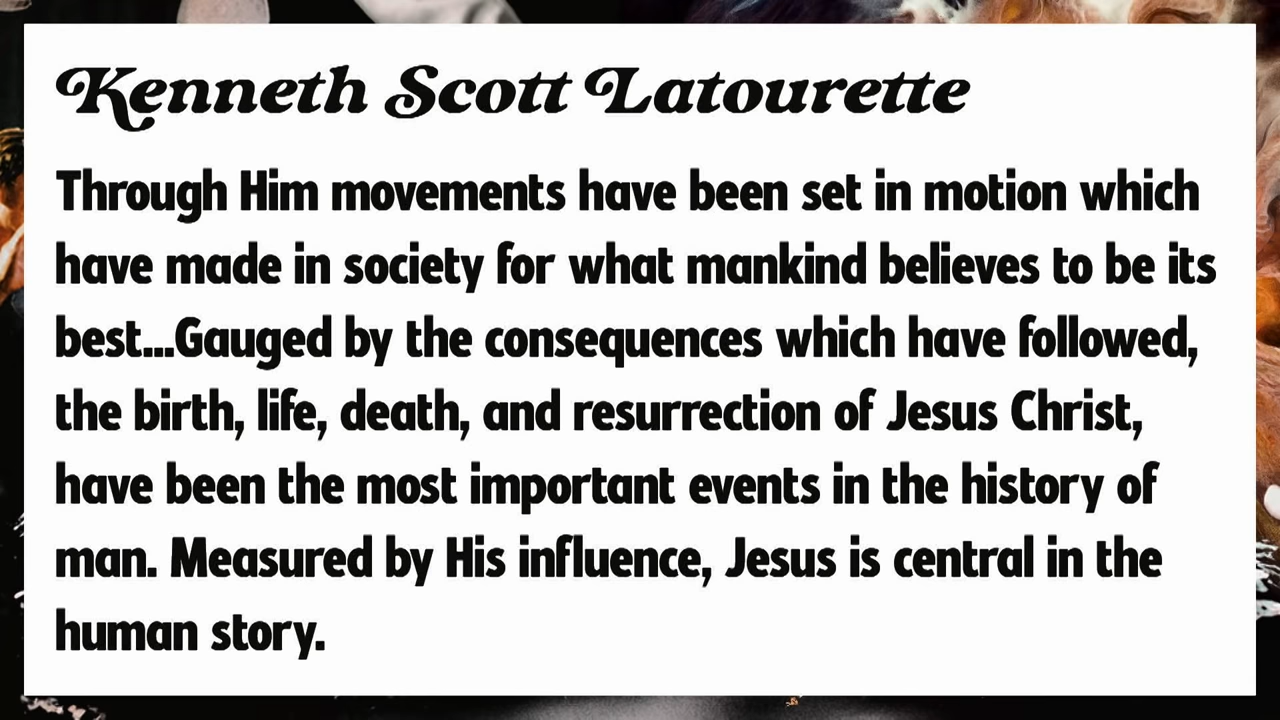 Kenneth Scott Latourette
Through Him movements have been set in motion which
have made in society for what mankind believes to be its
best...Gauged by the consequences which have followed,
the birth, life, death, and resurrection of Jesus Christ,
have been the most important events in the history of
man. Measured by His influence, Jesus is central in the
human story.